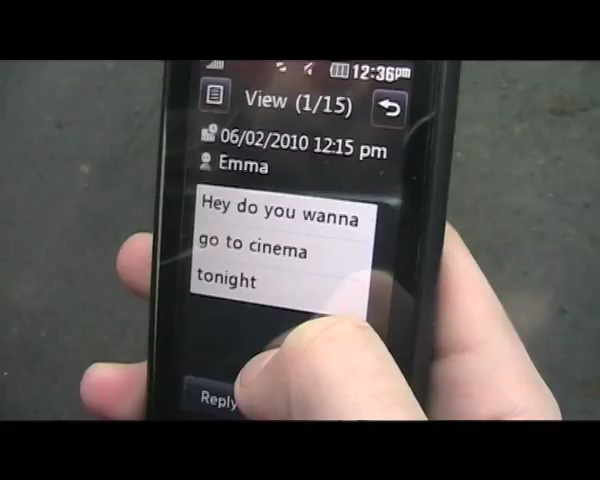 12:36pm
View (1/15)
06/02/2010 12:15 pm
Emma
Hey do you wanna
go to cinema
tonight
Reply